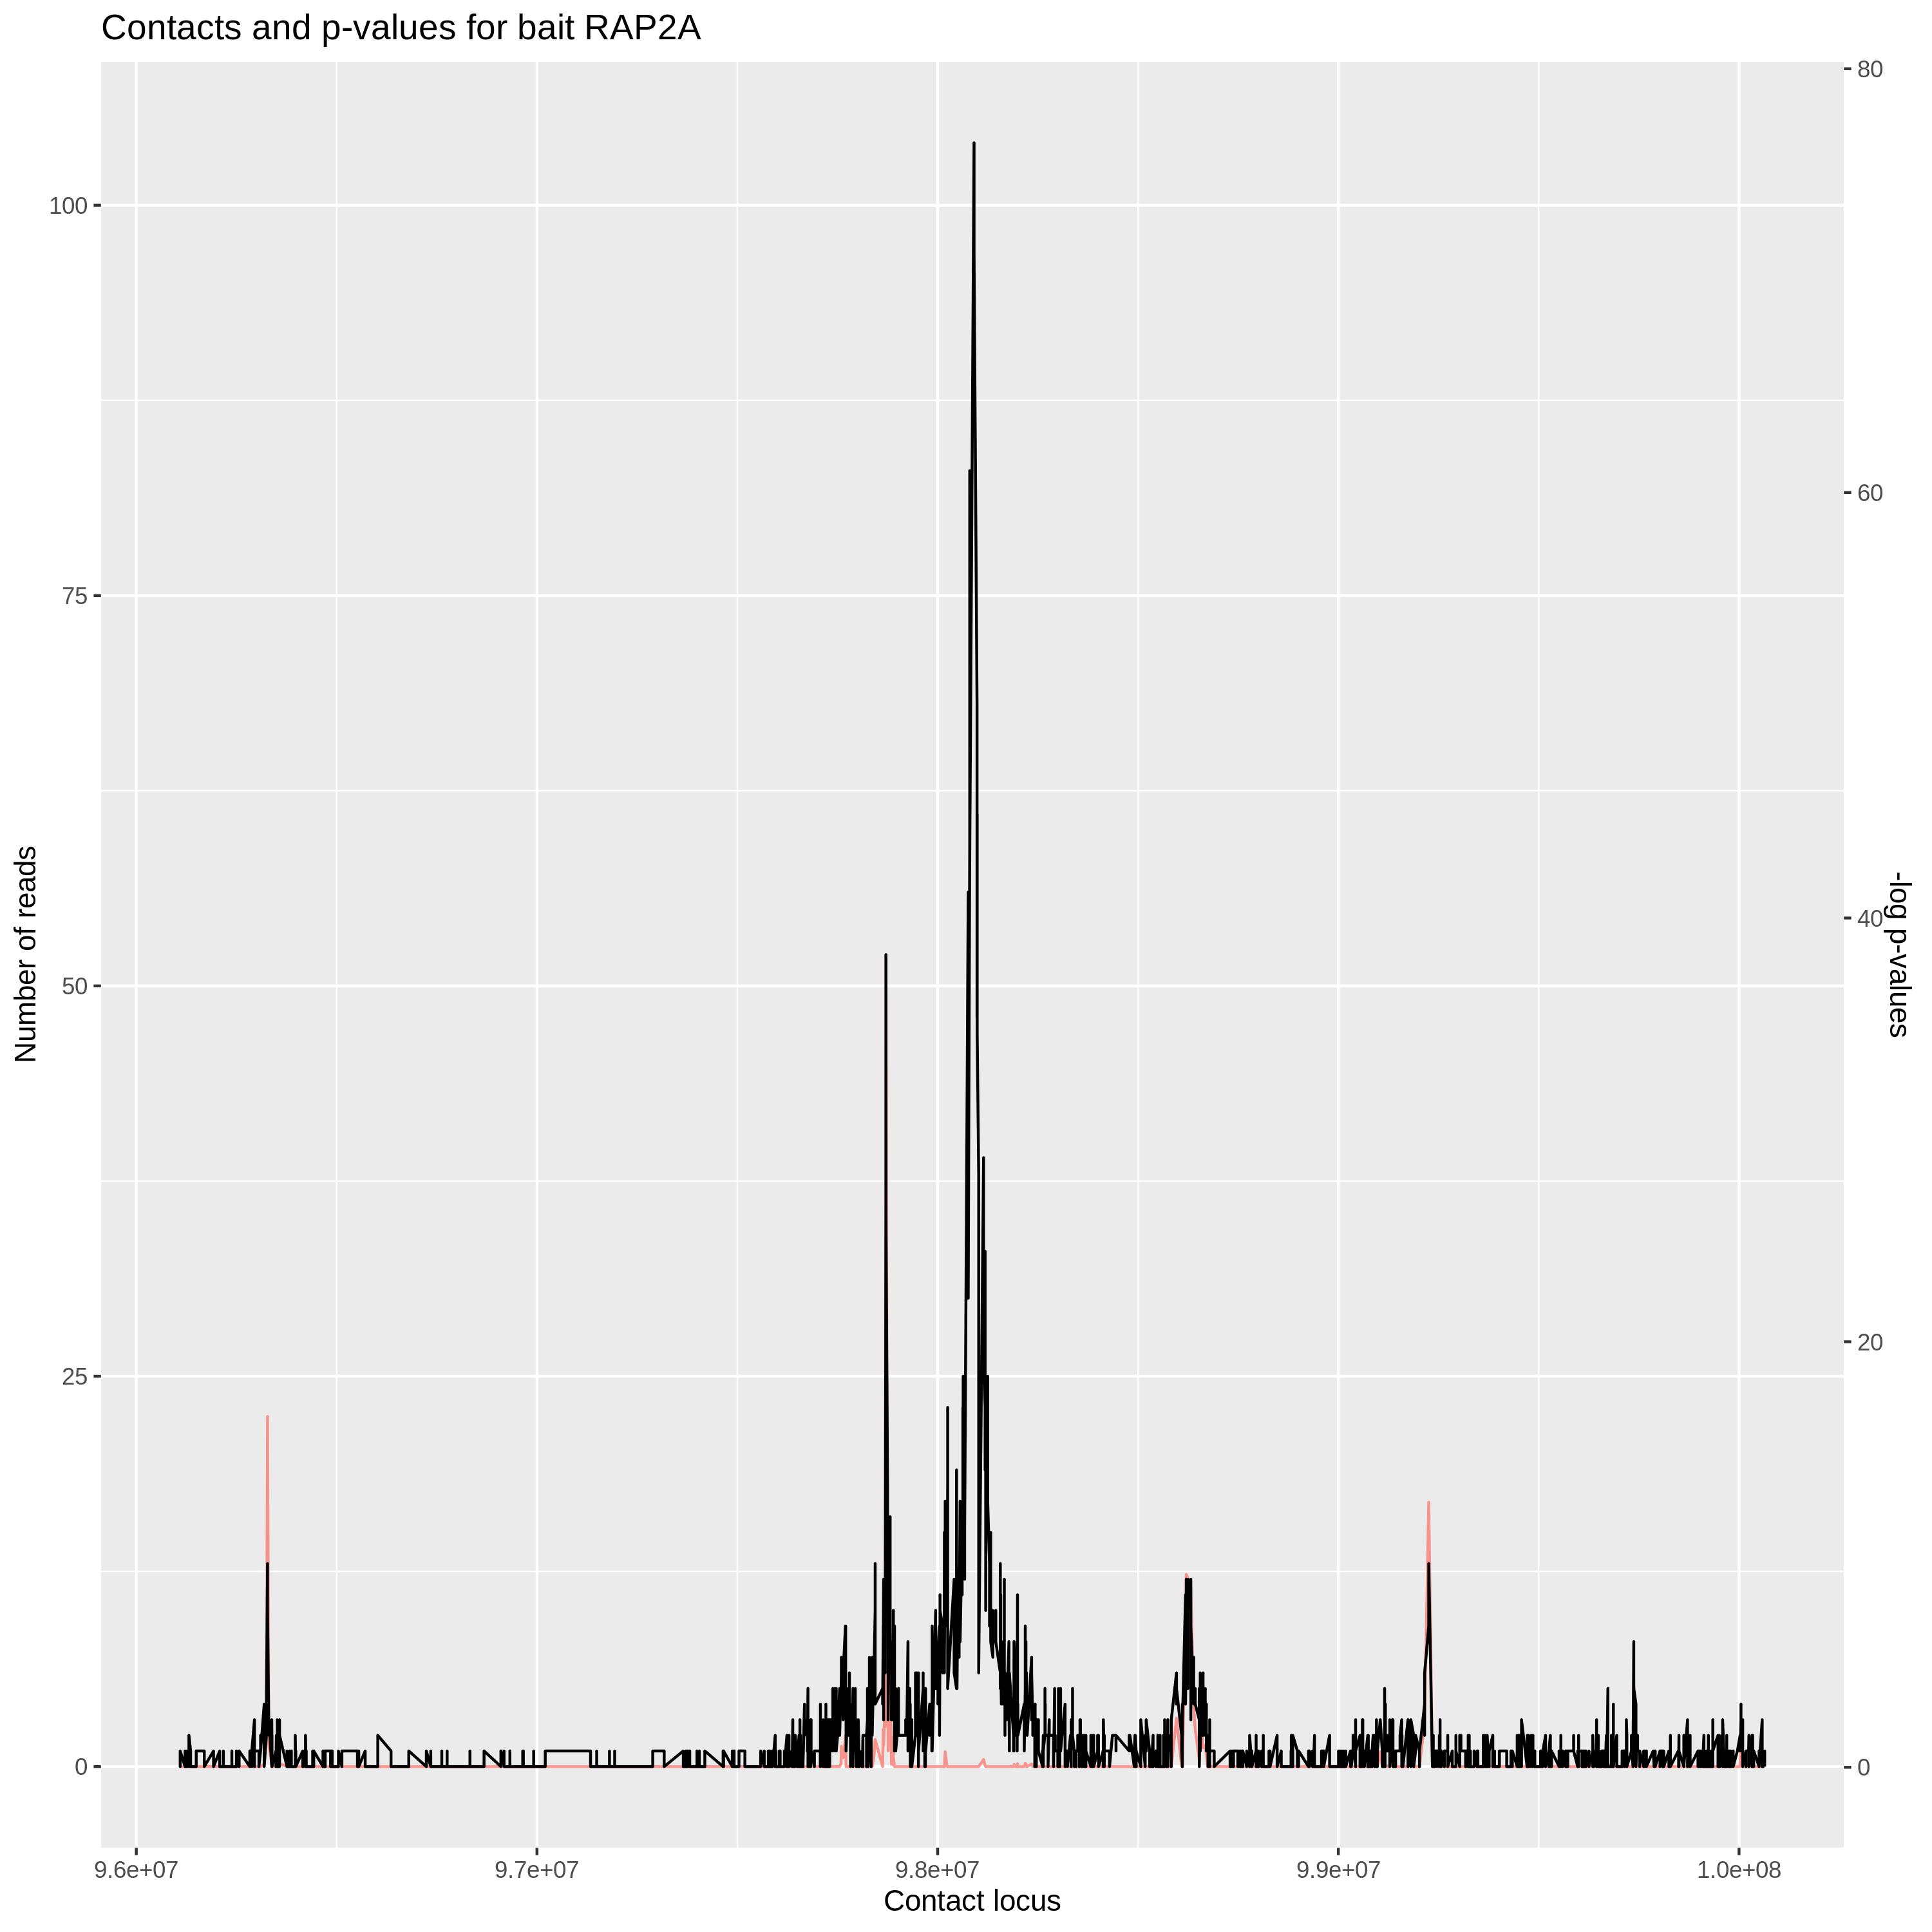 Contacts and p-values for bait RAP2A
100
75
50
25
0
Number of reads
80
60
40
20
0
-log p-values
9.6e+07 9.7e+07 9.8e+07 9.9e+07 1.0e+08
Contact locus